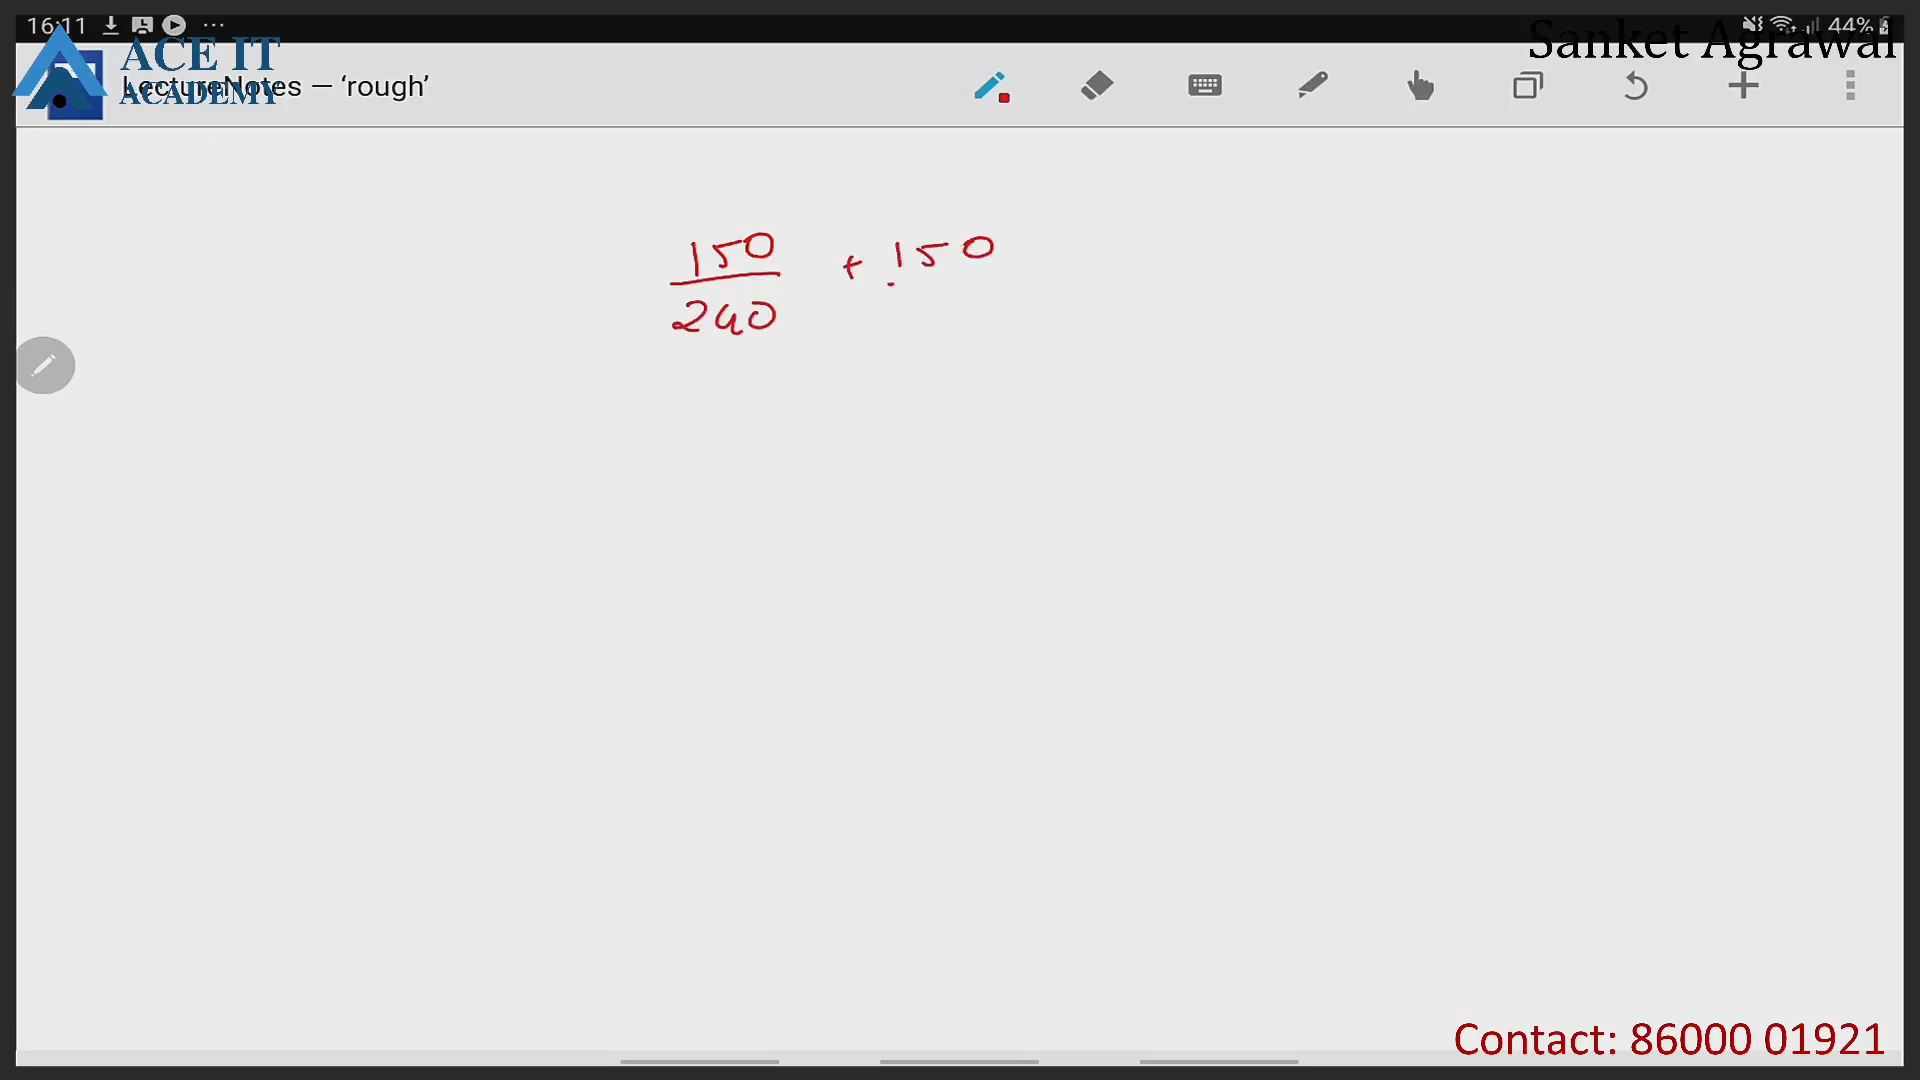 16:11 ... 44%
Sanket Agrawal
ACE IT
ACADEMY
LectureNotes — ‘rough’
150 + 150
240
Contact: 86000 01921